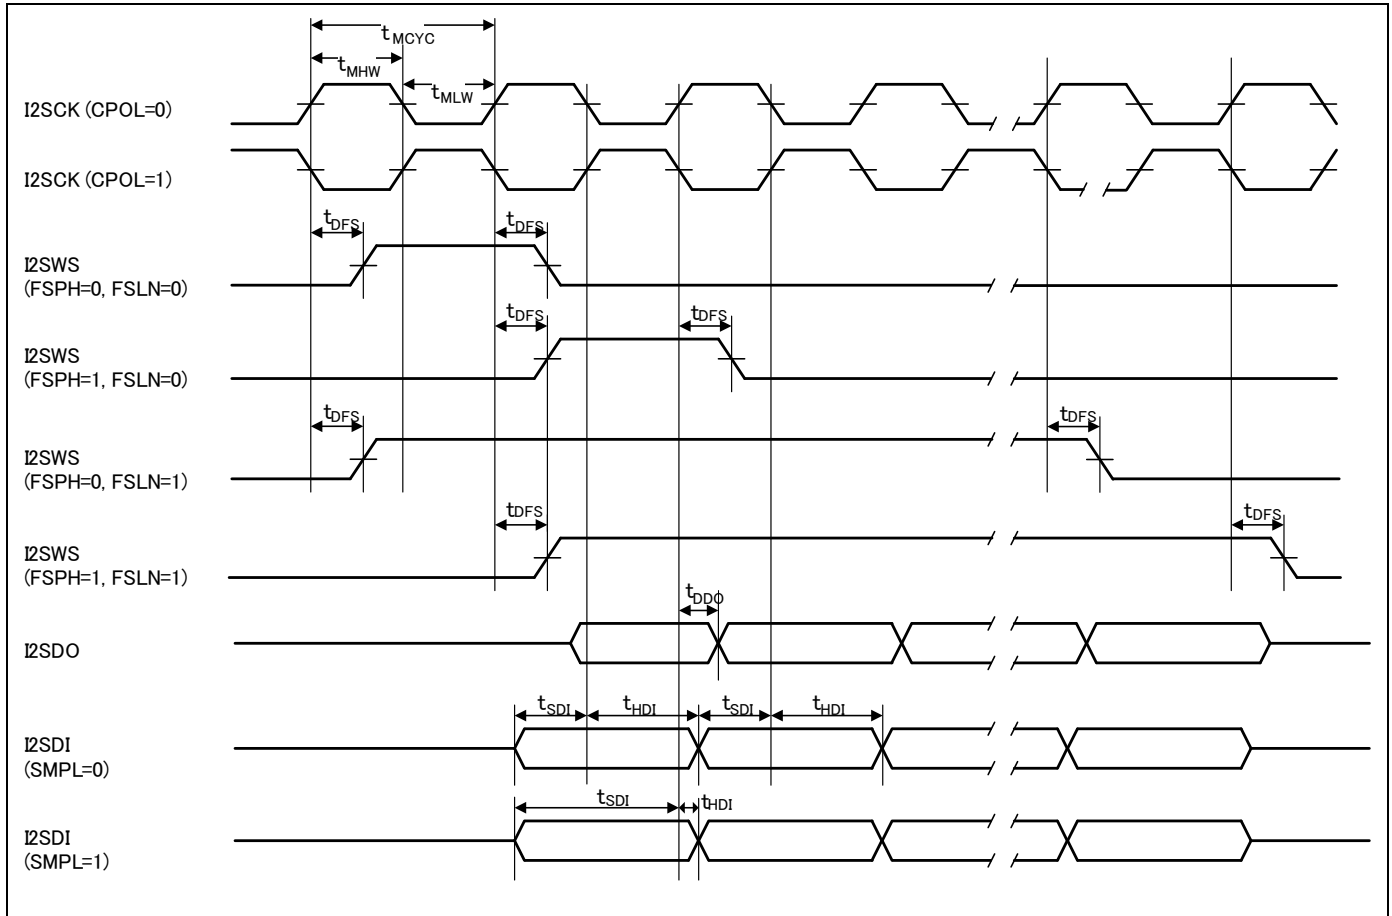 tMCYC
tMHW
tMLW
I2SCK (CPOL=0)
I2SCK (CPOL=1)
tDFS tDFS
I2SWS
(FSPH=0, FSLN=0)
tDFS tDFS
I2SWS
(FSPH=1, FSLN=0)
tDFS tDFS
I2SWS
(FSPH=0, FSLN=1)
tDFS tDFS
I2SWS
(FSPH=1, FSLN=1)
tDDO
I2SDO
tSDI tHDI tSDI tHDI
I2SDI
(SMPL=0)
tSDI tHDI
I2SDI
(SMPL=1)